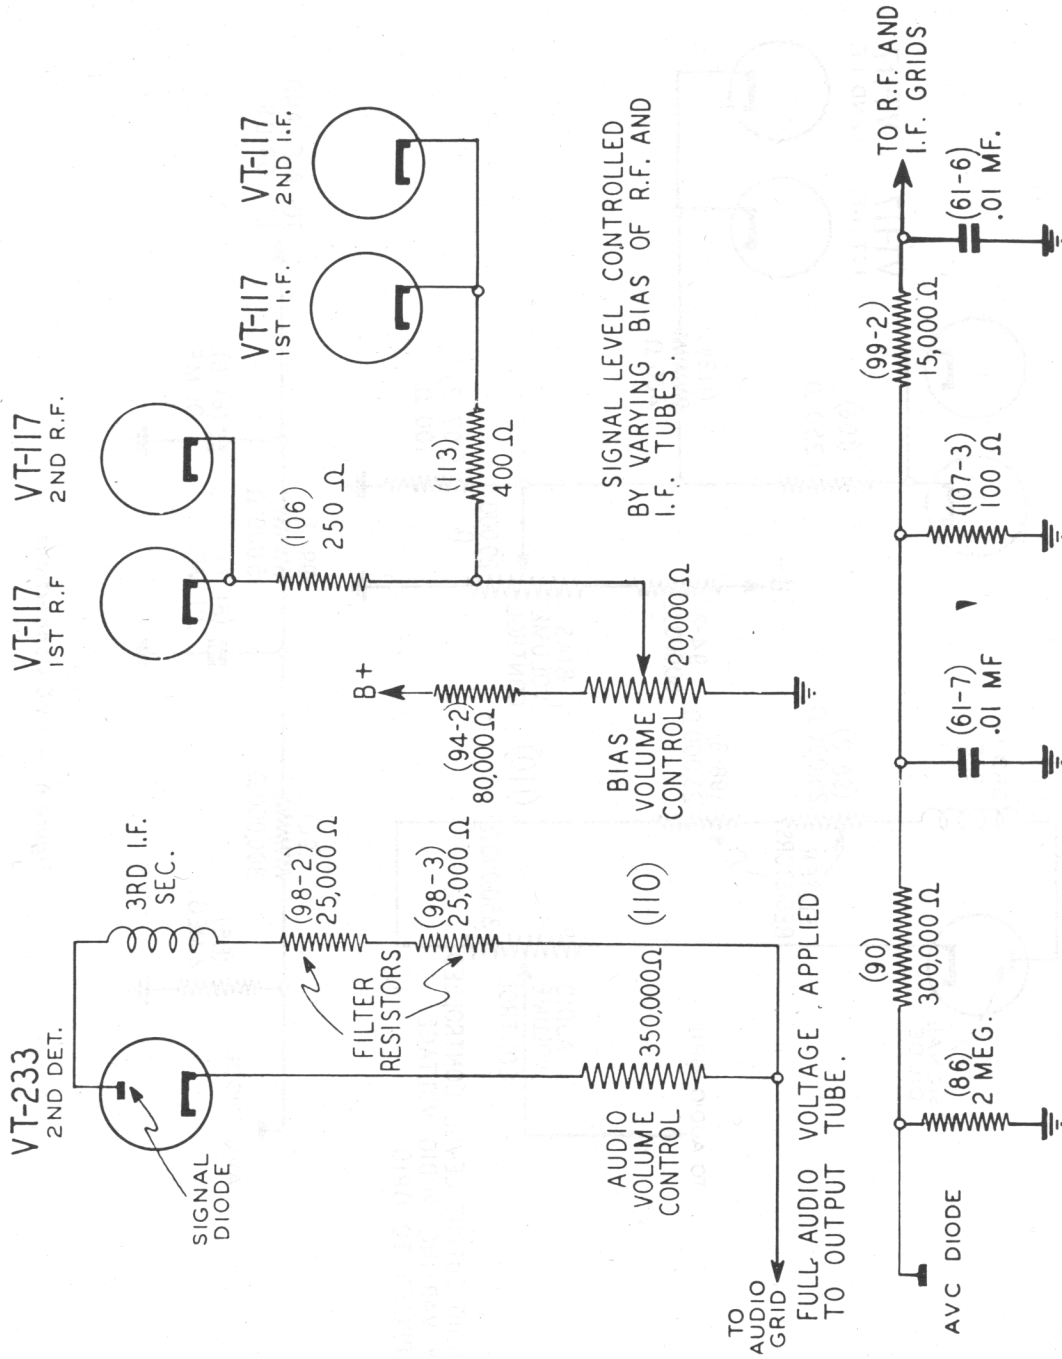 VT-233
2ND DET.
SIGNAL
DIODE
3RD I.F.
SEC.
(98-2)
25,000 Ω
(98-3)
25,000 Ω
FILTER
RESISTORS
350,000Ω
(110)
AUDIO
VOLUME
CONTROL
TO
AUDIO
GRID
FULL AUDIO VOLTAGE APPLIED
TO OUTPUT TUBE.
VT-117
1ST R.F
VT-117
2ND R.F.
(106)
250 Ω
VT-117
1ST I.F.
VT-117
2ND I.F.
(113)
400 Ω
B+
(94-2)
80,000Ω
BIAS
VOLUME
CONTROL
20,000 Ω
SIGNAL LEVEL CONTROLLED
BY VARYING BIAS OF R.F. AND
I.F. TUBES.
AVC DIODE
(86)
2 MEG.
(90)
300,000 Ω
(61-7)
.01 MF
(107-3)
100 Ω
(99-2)
15,000 Ω
(61-6)
.01 MF.
TO R.F. AND
I.F. GRIDS